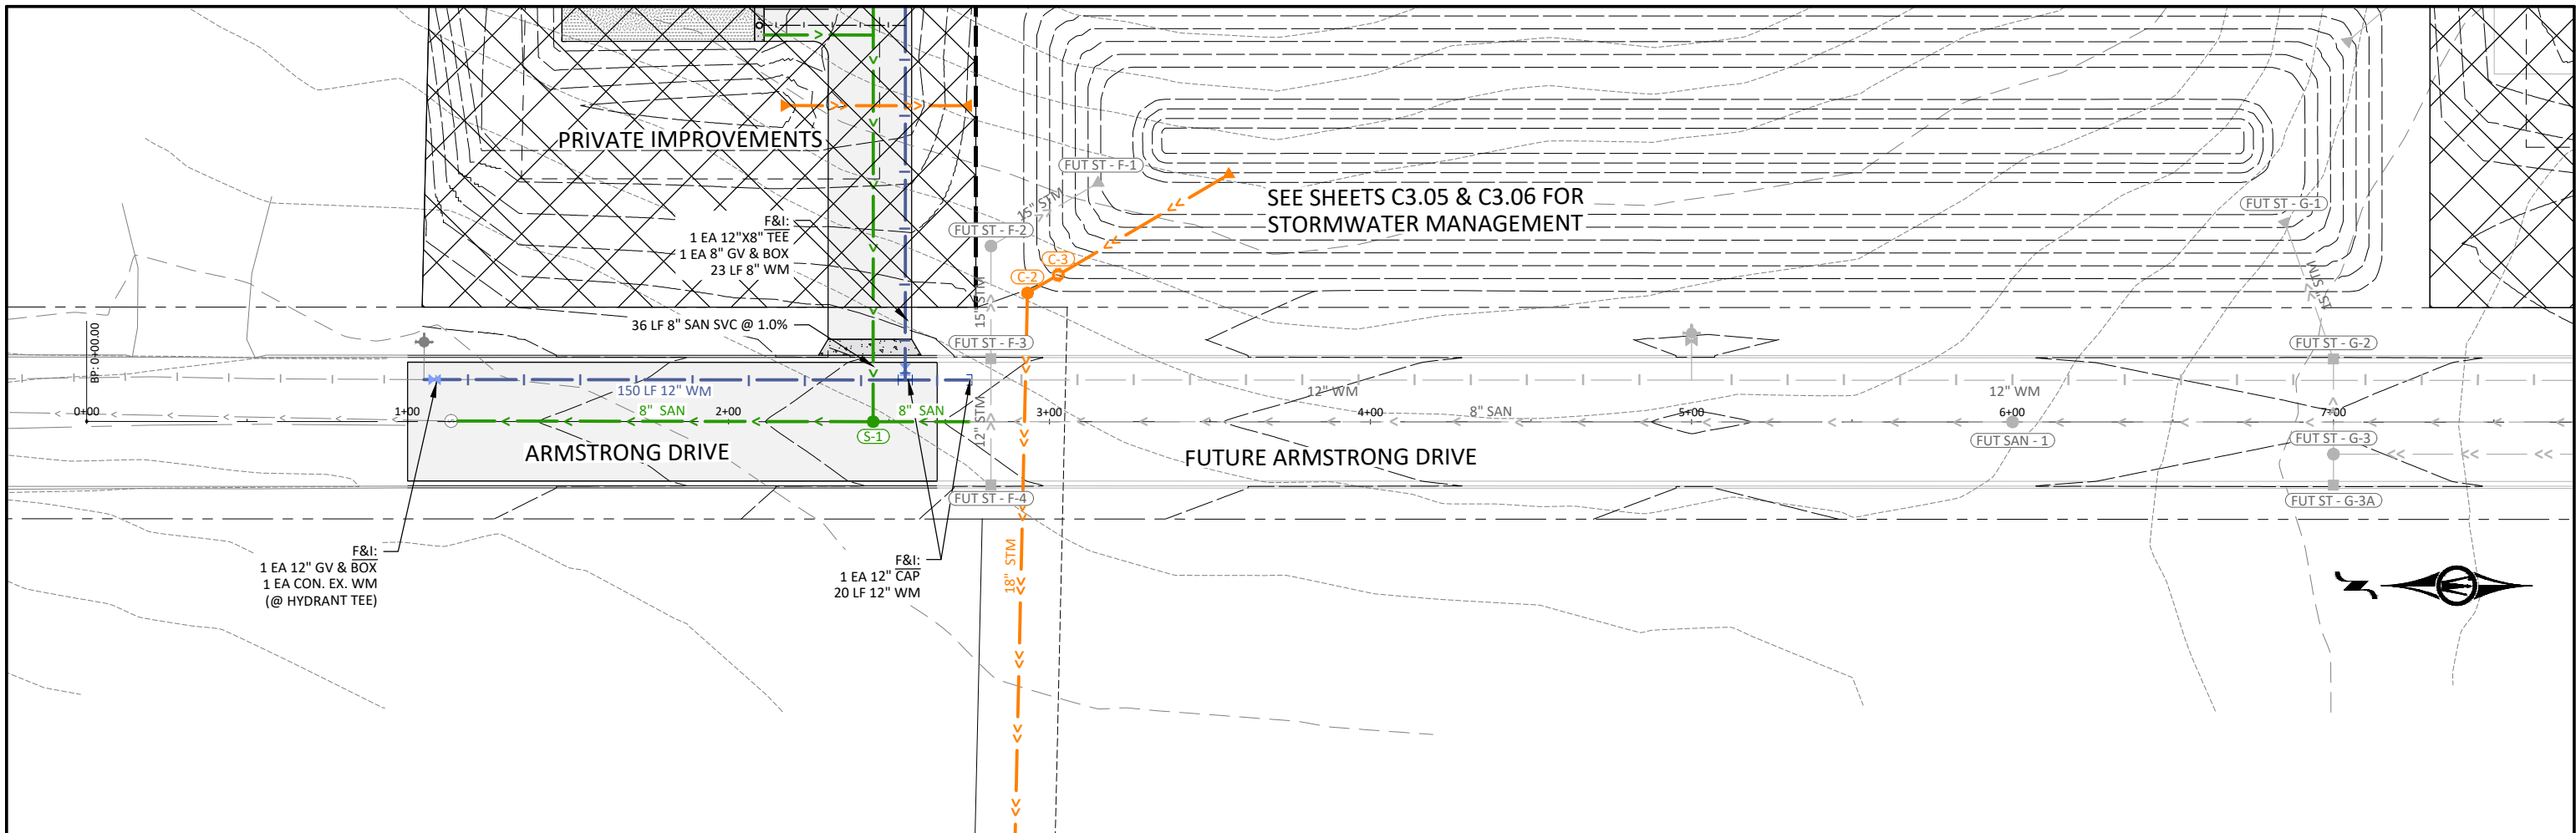 PRIVATE IMPROVEMENTS
F&I:
1 EA 12"X8" TEE
1 EA 8" GV & BOX
23 LF 8" WM
36 LF 8" SAN SVC @ 1.0%
FUT ST - F-1
15" STM
FUT ST - F-2
C-3
C-2
15" STM
FUT ST - F-3
12" STM
FUT ST - F-4
18" STM
SEE SHEETS C3.05 & C3.06 FOR
STORMWATER MANAGEMENT
FUT ST - G-1
15" STM
FUT ST - G-2
FUT ST - G-3
FUT ST - G-3A
BP: 0+00.00
150 LF 12" WM
12" WM
12" WM
0+00
1+00
2+00
3+00
4+00
5+00
6+00
7+00
8" SAN
8" SAN
8" SAN
S-1
FUT SAN - 1
ARMSTRONG DRIVE
FUTURE ARMSTRONG DRIVE
F&I:
1 EA 12" GV & BOX
1 EA CON. EX. WM
(@ HYDRANT TEE)
F&I:
1 EA 12" CAP
20 LF 12" WM
N